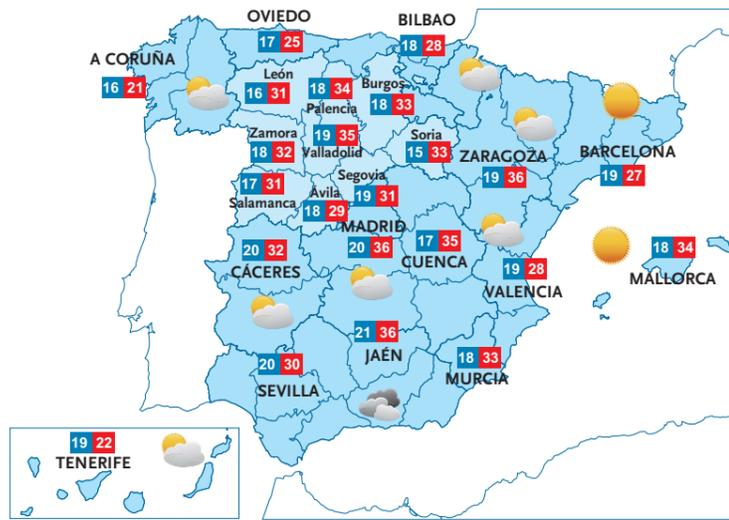 OVIEDO
17 25
BILBAO
18 28
A CORUÑA
16 21
León
16 31
18 34
Palencia
Burgos
18 33
Zamora
18 32
19 35
Valladolid
Soria
15 33
ZARAGOZA
19 36
BARCELONA
19 27
17 31
Salamanca
Ávila
18 29
Segovia
19 31
MADRID
20 36
17 35
CUENCA
20 32
CÁCERES
19 28
VALENCIA
18 34
MALLORCA
21 36
JAÉN
18 33
MURCIA
20 30
SEVILLA
19 22
TENERIFE